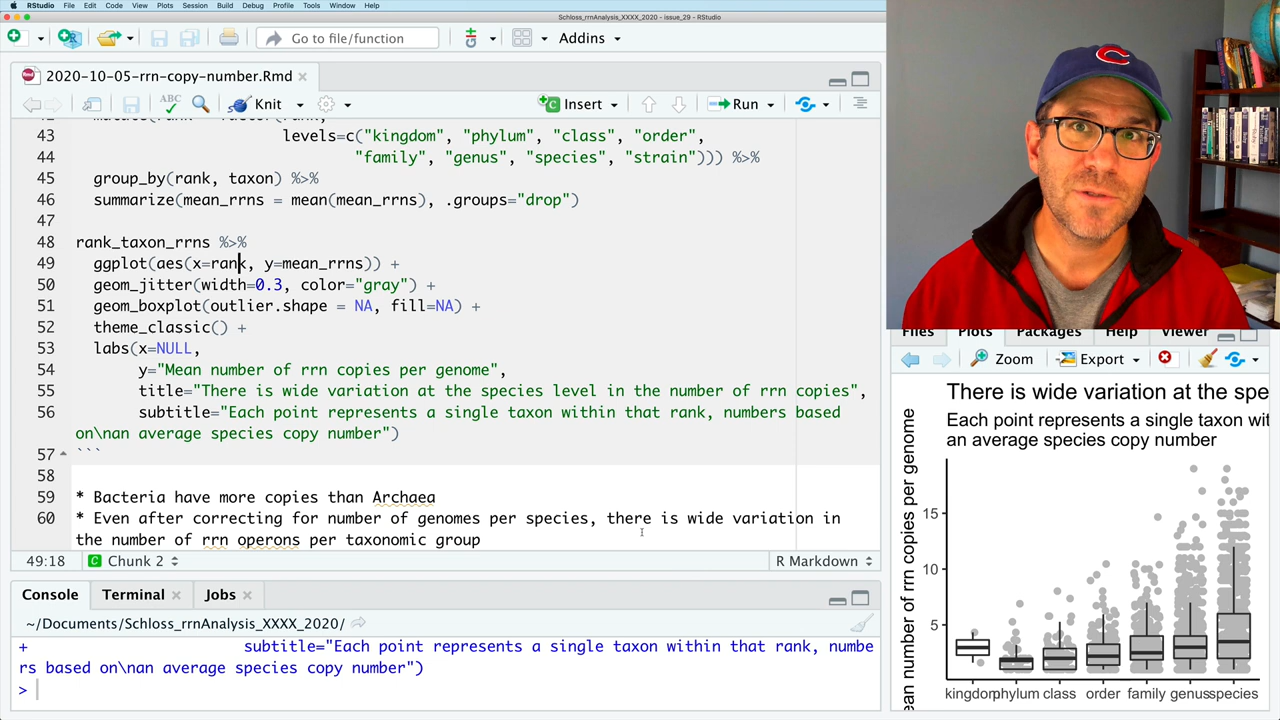 RStudio File Edit Code View Plots Session Build Debug Profile Tools Window Help
Schloss_rrnAnalysis_XXXX_2020 - issue_29 - RStudio
Go to file/function Addins
2020-10-05-rrn-copy-number.Rmd
ABC Knit Insert Run
43 levels=c("kingdom", "phylum", "class", "order",
44 "family", "genus", "species", "strain"))) %>%
45 group_by(rank, taxon) %>%
46 summarize(mean_rrns = mean(mean_rrns), .groups="drop")
47
48 rank_taxon_rrns %>%
49 ggplot(aes(x=rank, y=mean_rrns)) +
50 geom_jitter(width=0.3, color="gray") +
51 geom_boxplot(outlier.shape = NA, fill=NA) +
52 theme_classic() +
53 labs(x=NULL,
54 y="Mean number of rrn copies per genome",
55 title="There is wide variation at the species level in the number of rrn copies",
56 subtitle="Each point represents a single taxon within that rank, numbers based
on\nan average species copy number")
57 ```
58
59 * Bacteria have more copies than Archaea
60 * Even after correcting for number of genomes per species, there is wide variation in
the number of rrn operons per taxonomic group
49:18 Chunk 2 R Markdown
Console Terminal Jobs
~/Documents/Schloss_rrnAnalysis_XXXX_2020/
+ subtitle="Each point represents a single taxon within that rank, numbe
rs based on\nan average species copy number")
>
C
Files Plots Packages Help Viewer
Zoom Export
There is wide variation at the spe
Each point represents a single taxon wit
an average species copy number
ean number of rrn copies per genome
15
10
5
kingdom phylum class order family genus species